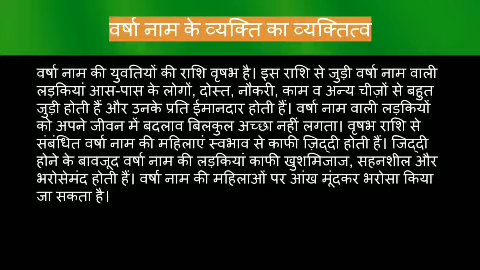 वर्षा नाम के व्यक्ति का व्यक्तित्व
वर्षा नाम की युवतियों की राशि वृषभ है। इस राशि से जुड़ी वर्षा नाम वाली
लड़कियां आस-पास के लोगों, दोस्त, नौकरी, काम व अन्य चीज़ों से बहुत
जुड़ी होती हैं और उनके प्रति ईमानदार होती हैं। वर्षा नाम वाली लड़कियों
को अपने जीवन में बदलाव बिलकुल अच्छा नहीं लगता। वृषभ राशि से
संबंधित वर्षा नाम की महिलाएं स्वभाव से काफी ज़िद्दी होती हैं। जिद्दी
होने के बावजूद वर्षा नाम की लड़कियां काफी खुशमिजाज, सहनशील और
भरोसेमंद होती हैं। वर्षा नाम की महिलाओं पर आंख मूंदकर भरोसा किया
जा सकता है।